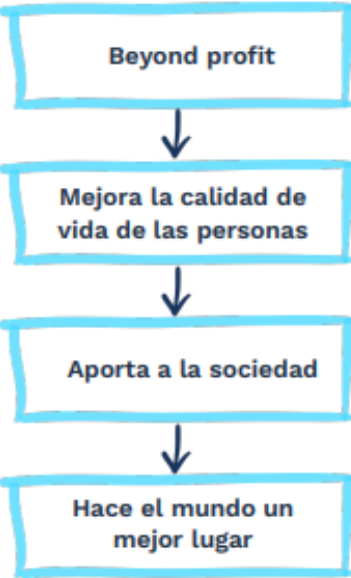 Beyond profit
Mejora la calidad de
vida de las personas
Aporta a la sociedad
Hace el mundo un
mejor lugar